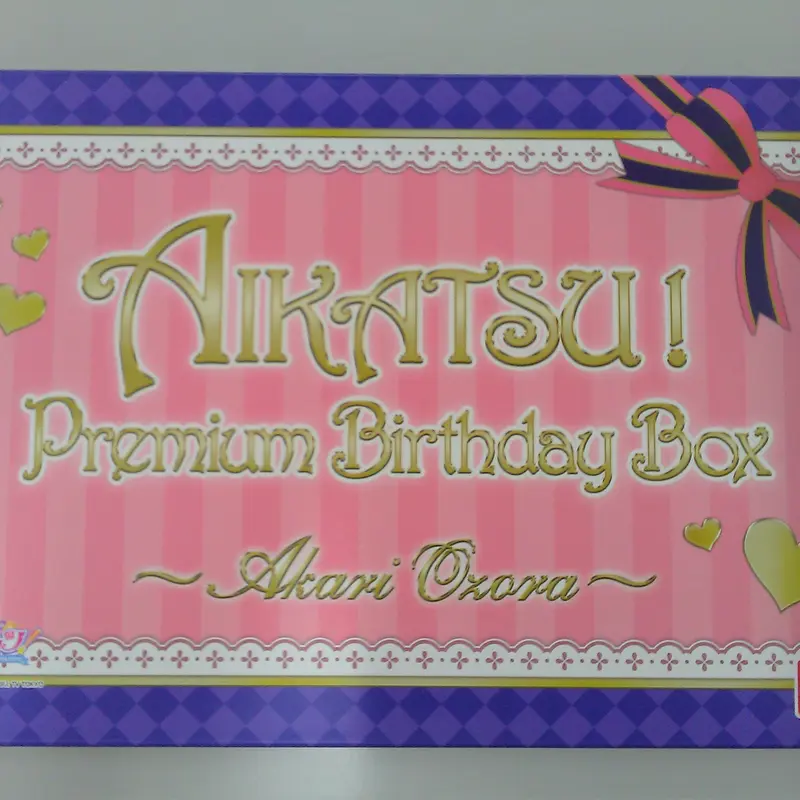 AIKATSU!
Premium Birthday Box
~Akari Ozora~